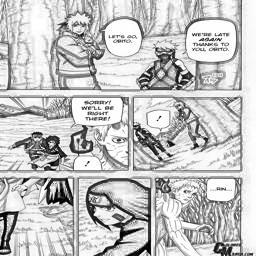 WE'RE LATE
AGAIN
THANKS TO
YOU, OBITO.
LET'S GO,
OBITO.
SORRY!
WE'LL BE
RIGHT
THERE!
!
!
...RIN...